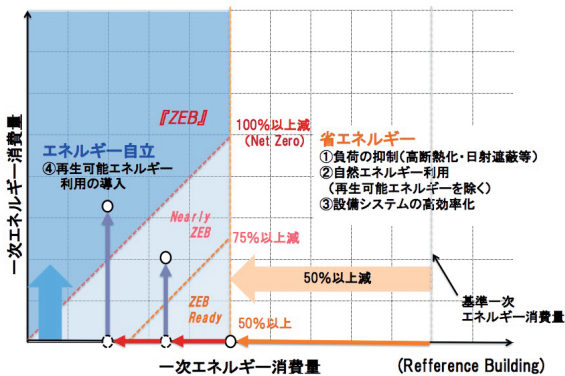 『ZEB』
100%以上減
(Net Zero)
エネルギー自立
④再生可能エネルギー
利用の導入
省エネルギー
①負荷の抑制(高断熱化・日射遮蔽等)
②自然エネルギー利用
(再生可能エネルギーを除く)
③設備システムの高効率化
Nearly
ZEB
75%以上減
50%以上減
ZEB
Ready
50%以上
基準一次
エネルギー消費量
一次エネルギー消費量
一次エネルギー消費量
(Refference Building)